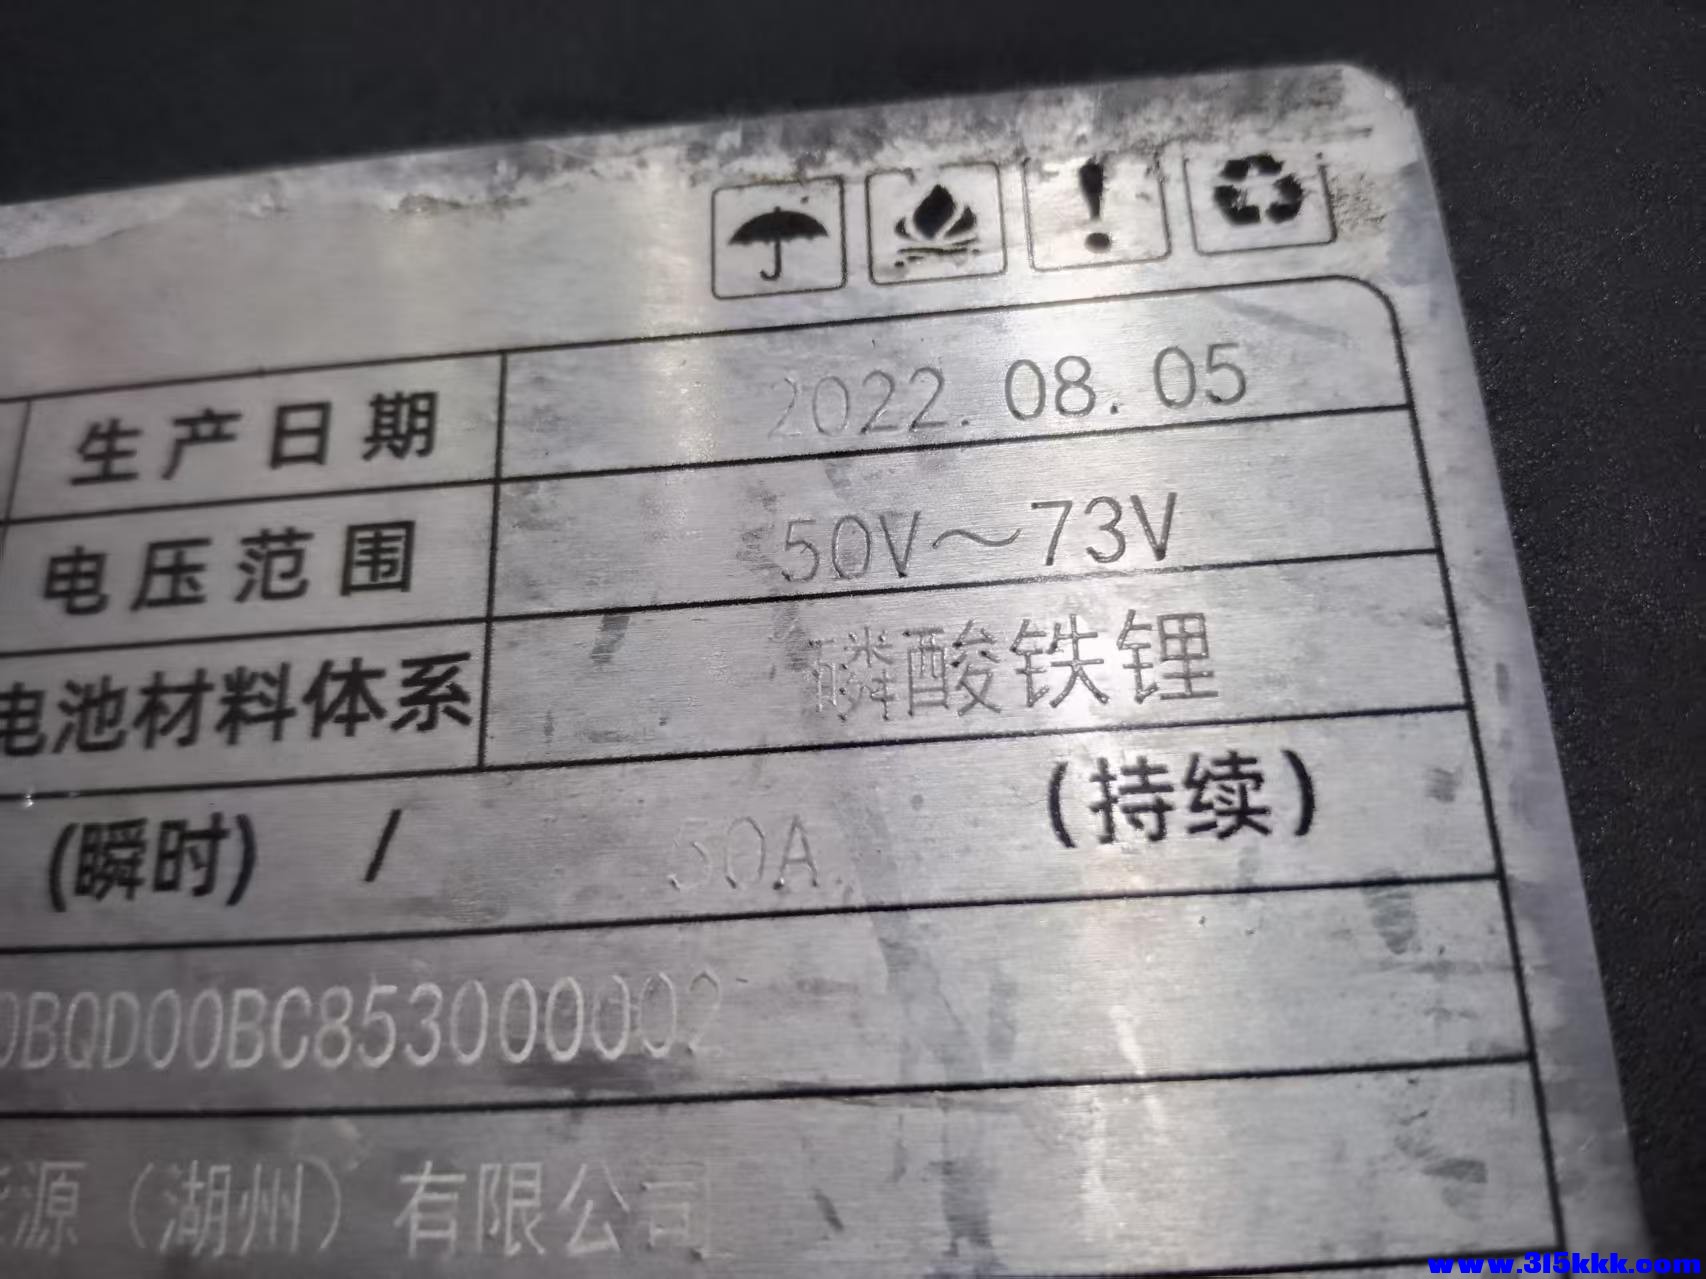 生产日期 2022.08.05
电压范围 50V～73V
电池材料体系 磷酸铁锂
(瞬时) / 50A (持续)
0BQD00BC853000002
能源（湖州）有限公司
www.315kkk.com